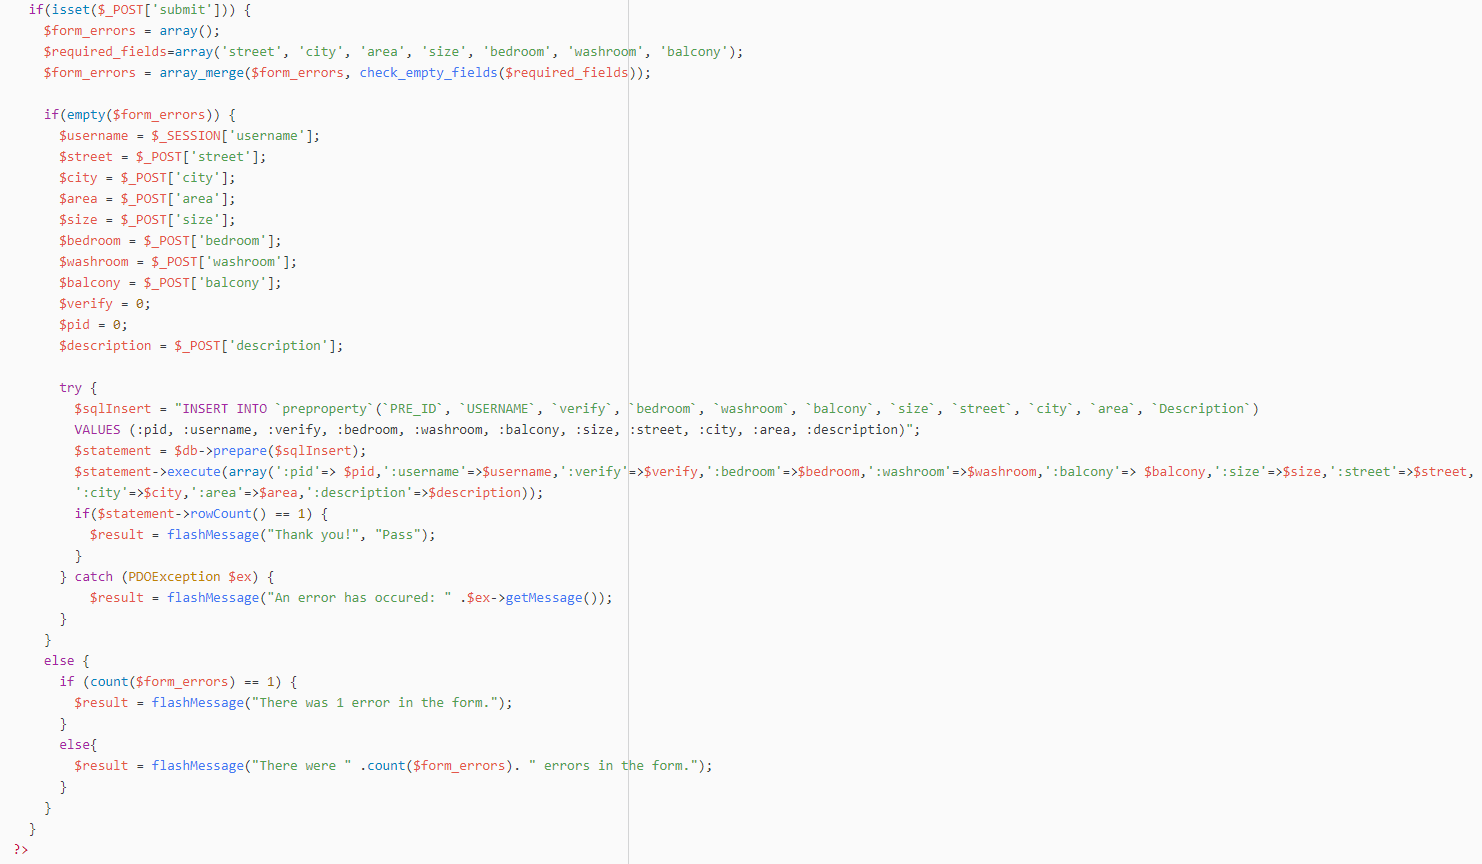 if(isset($_POST['submit'])) {
$form_errors = array();
$required_fields=array('street', 'city', 'area', 'size', 'bedroom', 'washroom', 'balcony');
$form_errors = array_merge($form_errors, check_empty_fields($required_fields));
if(empty($form_errors)) {
$username = $_SESSION['username'];
$street = $_POST['street'];
$city = $_POST['city'];
$area = $_POST['area'];
$size = $_POST['size'];
$bedroom = $_POST['bedroom'];
$washroom = $_POST['washroom'];
$balcony = $_POST['balcony'];
$verify = 0;
$pid = 0;
$description = $_POST['description'];
try {
$sqlInsert = "INSERT INTO `preproperty`(`PRE_ID`, `USERNAME`, `verify`, `bedroom`, `washroom`, `balcony`, `size`, `street`, `city`, `area`, `Description`)
VALUES (:pid, :username, :verify, :bedroom, :washroom, :balcony, :size, :street, :city, :area, :description)";
$statement = $db->prepare($sqlInsert);
$statement->execute(array(':pid'=> $pid,':username'=>$username,':verify'=>$verify,':bedroom'=>$bedroom,':washroom'=>$washroom,':balcony'=> $balcony,':size'=>$size,':street'=>$street,
':city'=>$city,':area'=>$area,':description'=>$description));
if($statement->rowCount() == 1) {
$result = flashMessage("Thank you!", "Pass");
}
} catch (PDOException $ex) {
$result = flashMessage("An error has occured: " .$ex->getMessage());
}
}
else {
if (count($form_errors) == 1) {
$result = flashMessage("There was 1 error in the form.");
}
else{
$result = flashMessage("There were " .count($form_errors). " errors in the form.");
}
}
}
?>